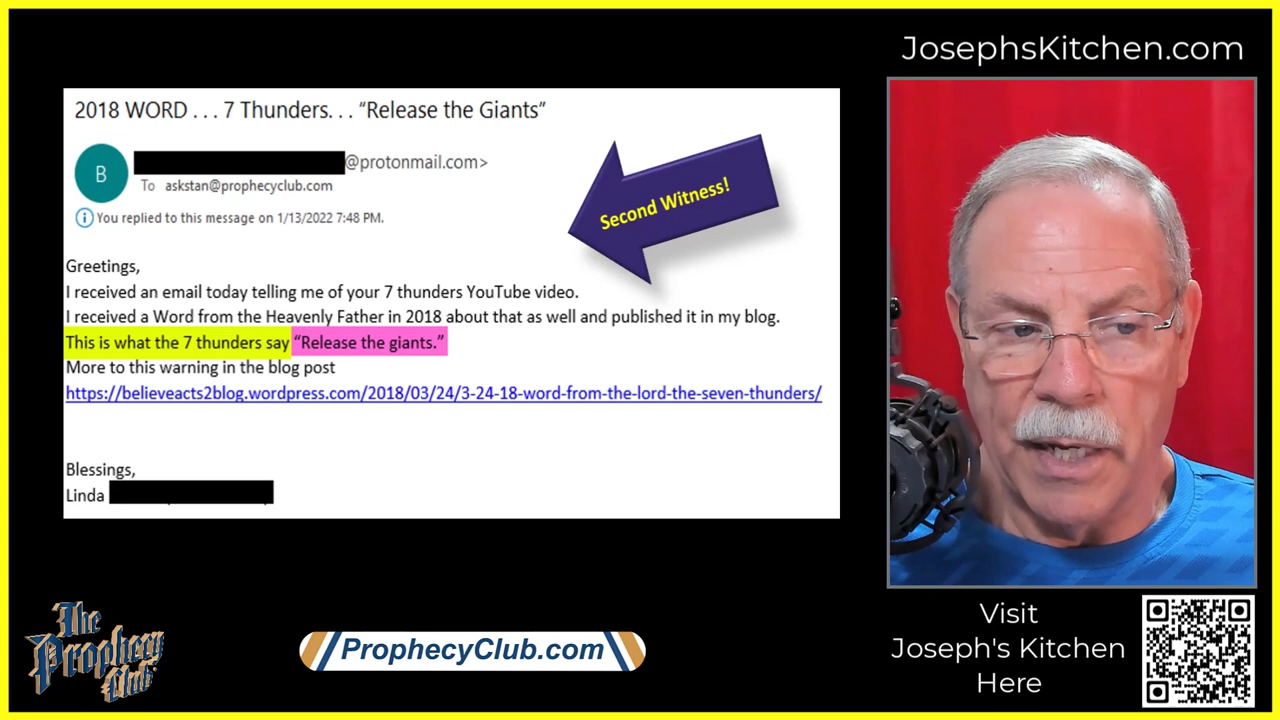 JosephsKitchen.com
2018 WORD . . . 7 Thunders. . . “Release the Giants”
B
@protonmail.com>
To askstan@prophecyclub.com
You replied to this message on 1/13/2022 7:48 PM.
Second Witness!
Greetings,
I received an email today telling me of your 7 thunders YouTube video.
I received a Word from the Heavenly Father in 2018 about that as well and published it in my blog.
This is what the 7 thunders say “Release the giants.”
More to this warning in the blog post
https://believeacts2blog.wordpress.com/2018/03/24/3-24-18-word-from-the-lord-the-seven-thunders/
Blessings,
Linda
The
Prophecy
Club
ProphecyClub.com
Visit
Joseph's Kitchen
Here